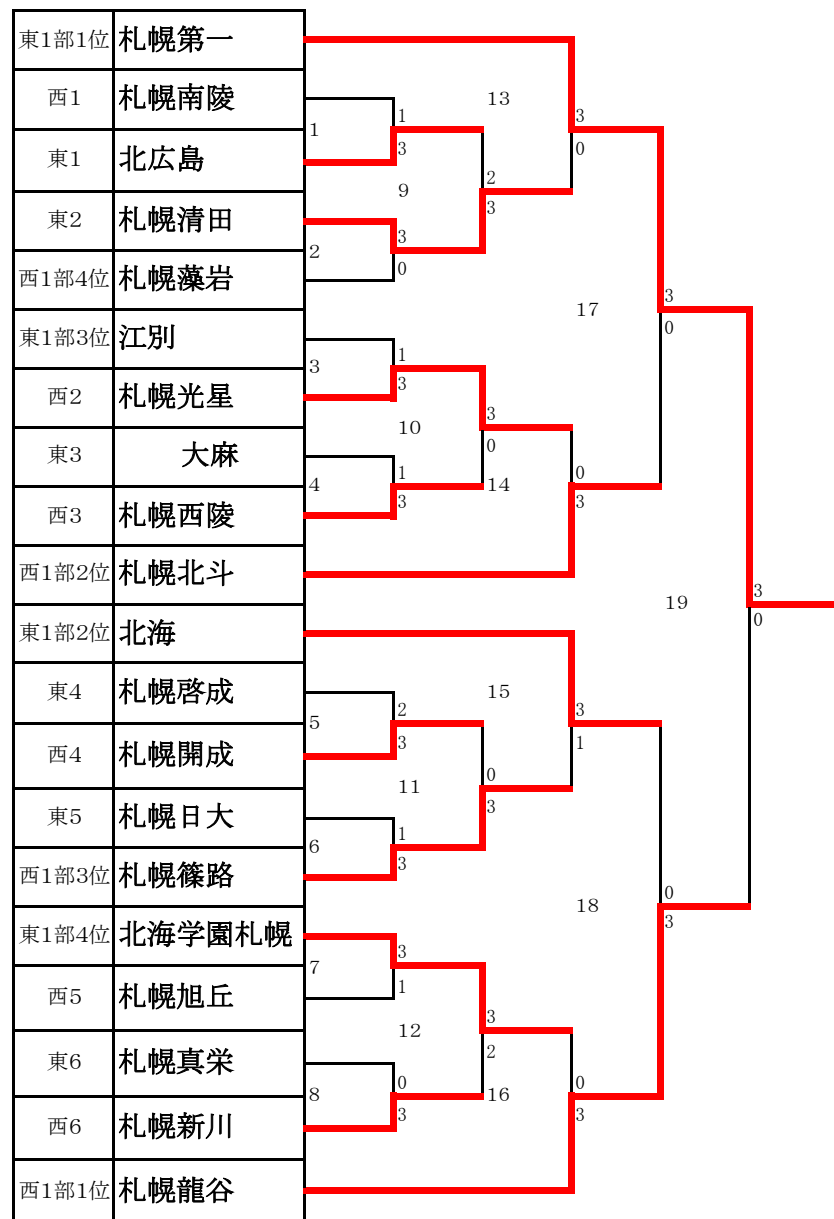 東1部1位 札幌第一
西1 札幌南陵
東1 北広島
東2 札幌清田
西1部4位 札幌藻岩
東1部3位 江別
西2 札幌光星
東3 大麻
西3 札幌西陵
西1部2位 札幌北斗
東1部2位 北海
東4 札幌啓成
西4 札幌開成
東5 札幌日大
西1部3位 札幌篠路
東1部4位 北海学園札幌
西5 札幌旭丘
東6 札幌真栄
西6 札幌新川
西1部1位 札幌龍谷
1
1
3
2
3
0
3
1
3
4
1
3
5
2
3
6
1
3
7
3
1
8
0
3
9
2
3
10
3
0
11
0
3
12
3
2
13
3
0
14
0
3
15
3
1
16
0
3
17
3
0
18
0
3
19
3
0